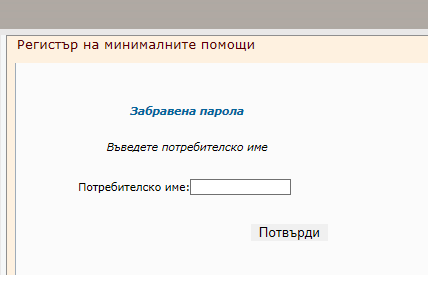 Регистър на минималните помощи
Забравена парола
Въведете потребителско име
Потребителско име:
Потвърди